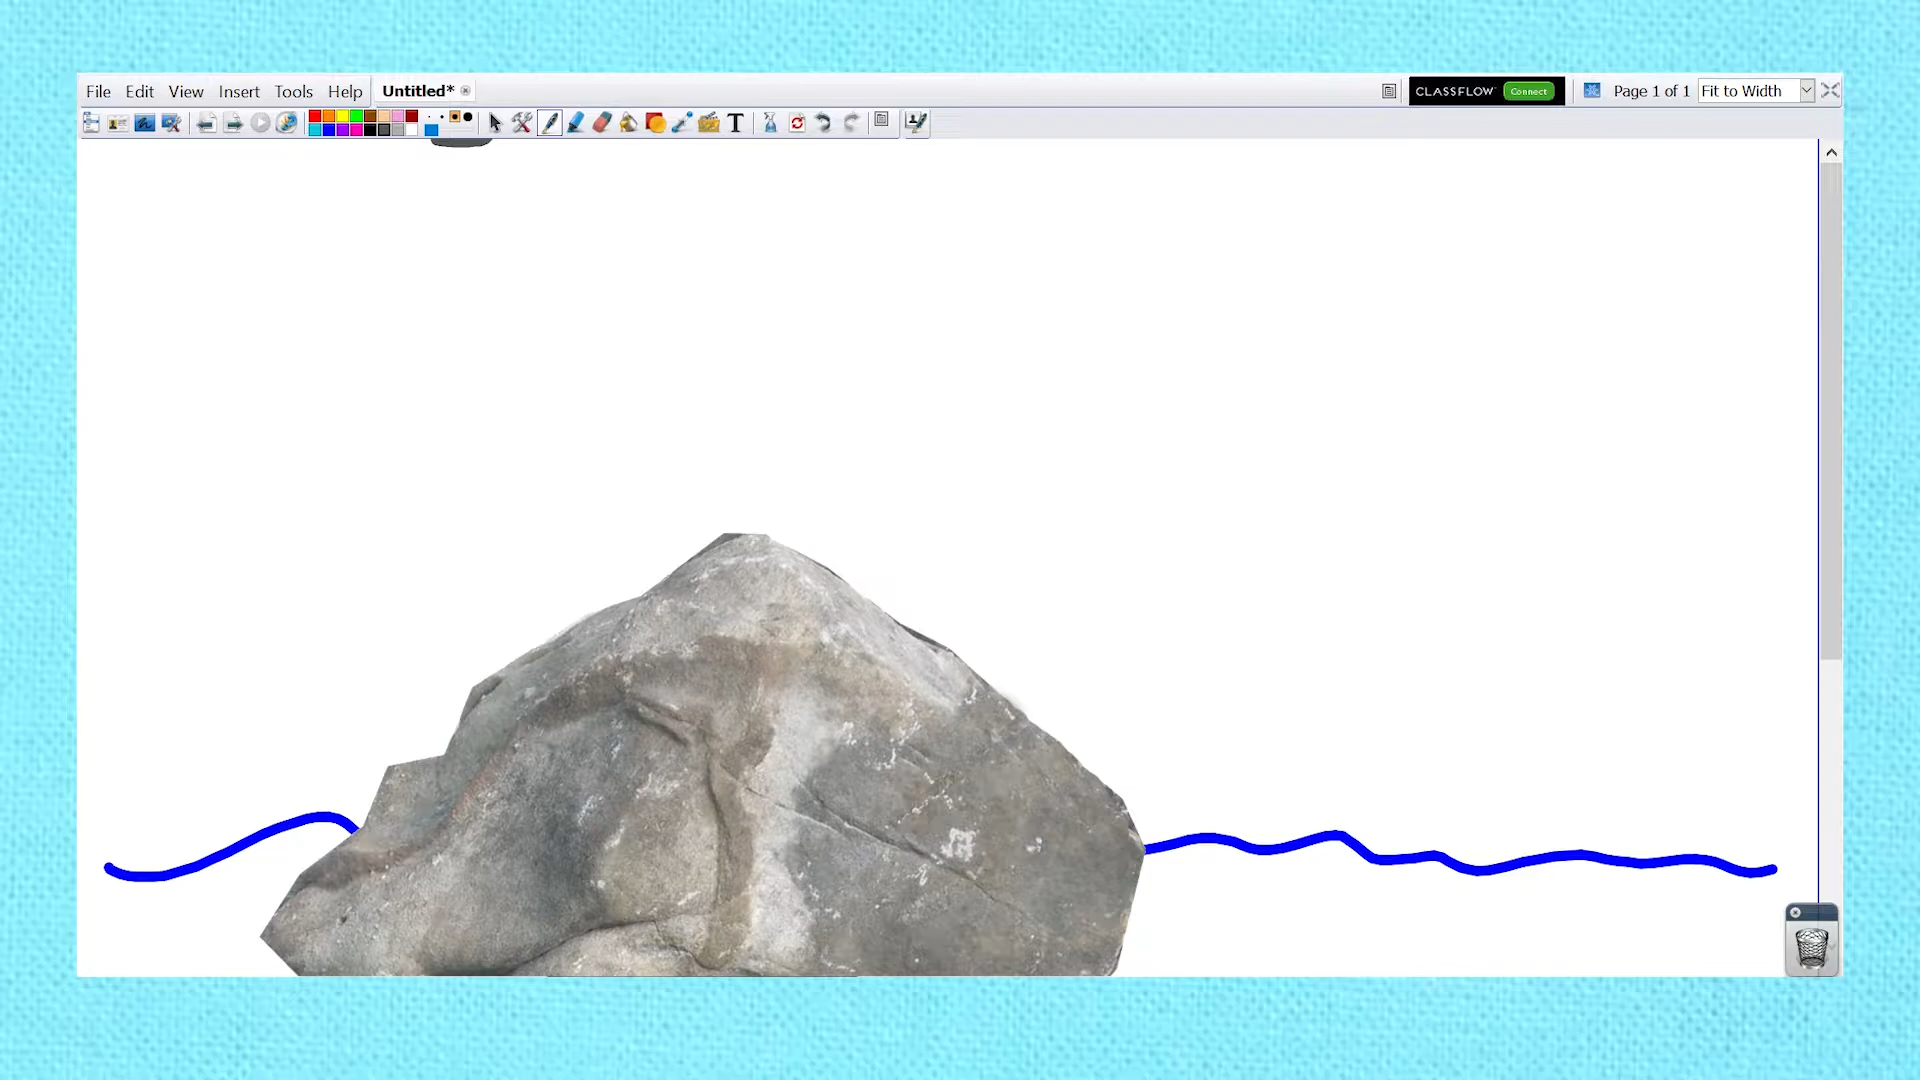 File Edit View Insert Tools Help Untitled* CLASSFLOW Connect Page 1 of 1 Fit to Width
T